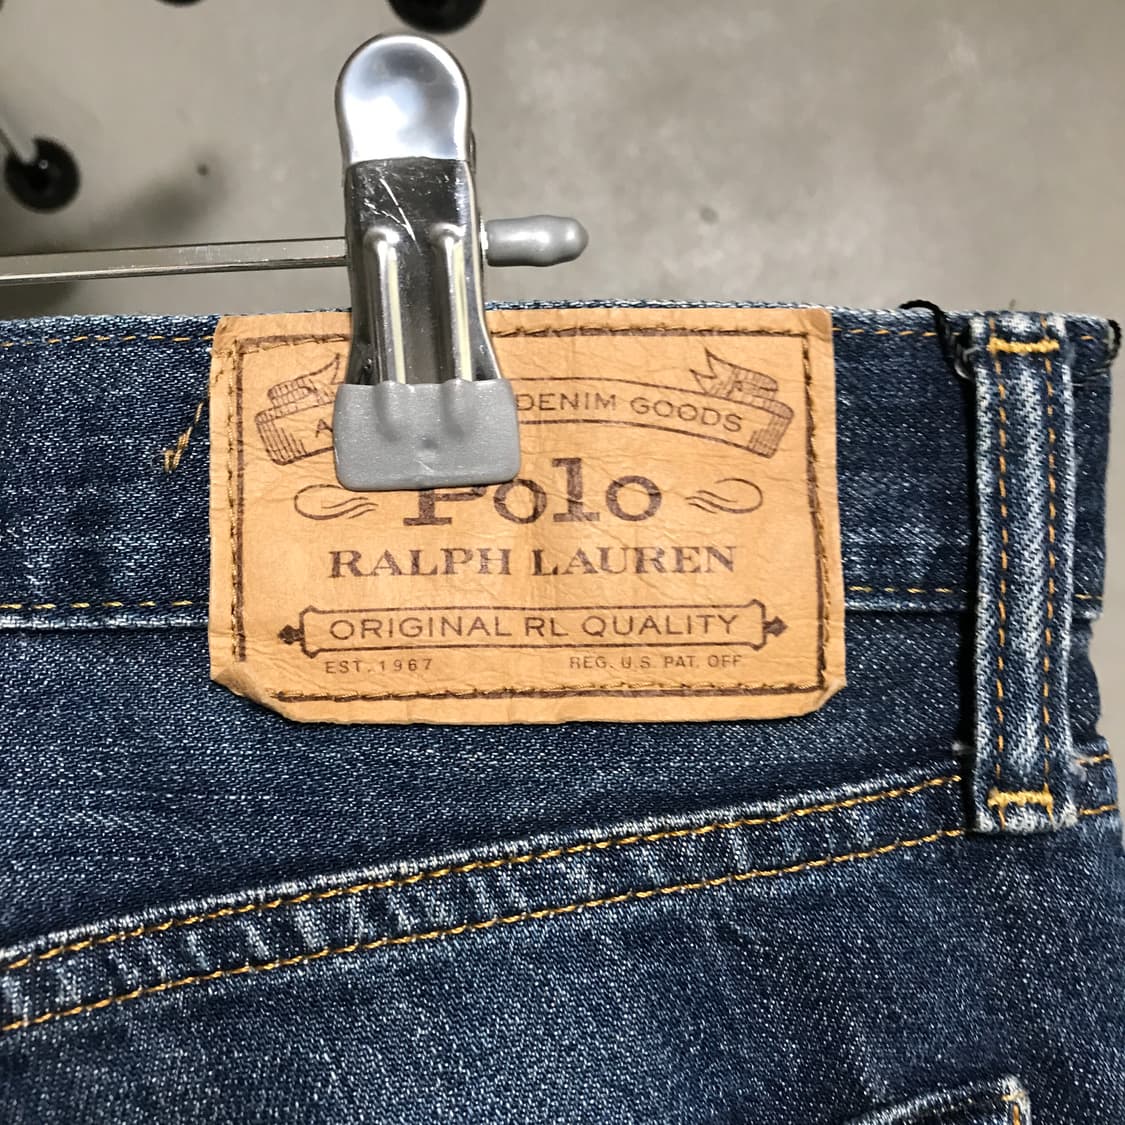 DENIM GOODS
Polo
RALPH LAUREN
ORIGINAL RL QUALITY
EST. 1967 REG. U.S. PAT. OFF.